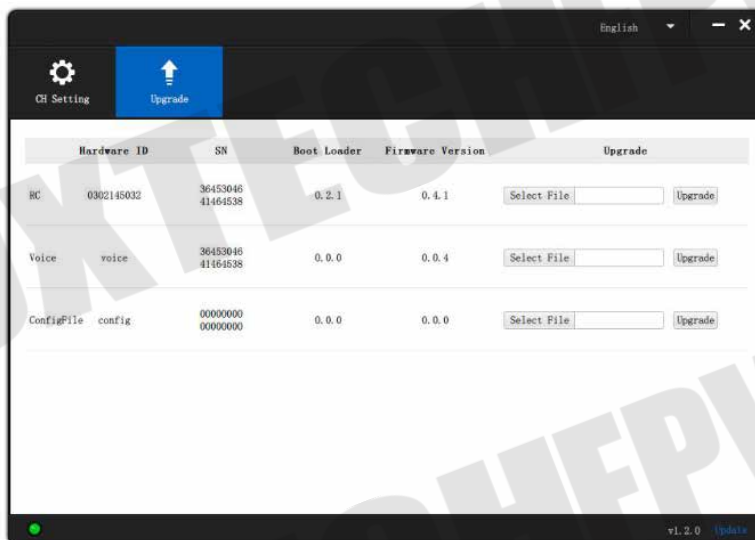 English
CH Setting
Upgrade
Hardware ID SN Boot Loader Firmware Version Upgrade
RC 0302145032 36453046 0.2.1 0.4.1 Select File Upgrade
41464538
Voice voice 36453046 0.0.0 0.0.4 Select File Upgrade
41464538
ConfigFile config 00000000 0.0.0 0.0.0 Select File Upgrade
00000000
v1.2.0 Update